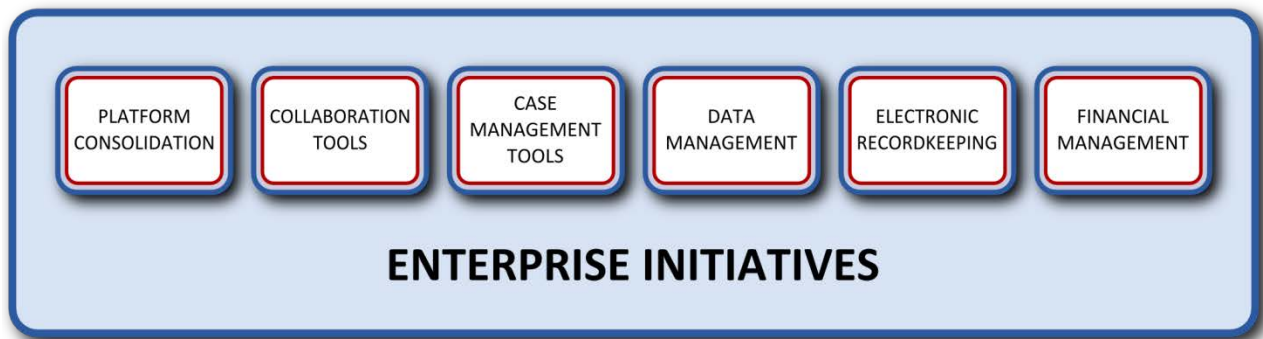 PLATFORM
CONSOLIDATION
COLLABORATION
TOOLS
CASE
MANAGEMENT
TOOLS
DATA
MANAGEMENT
ELECTRONIC
RECORDKEEPING
FINANCIAL
MANAGEMENT
ENTERPRISE INITIATIVES